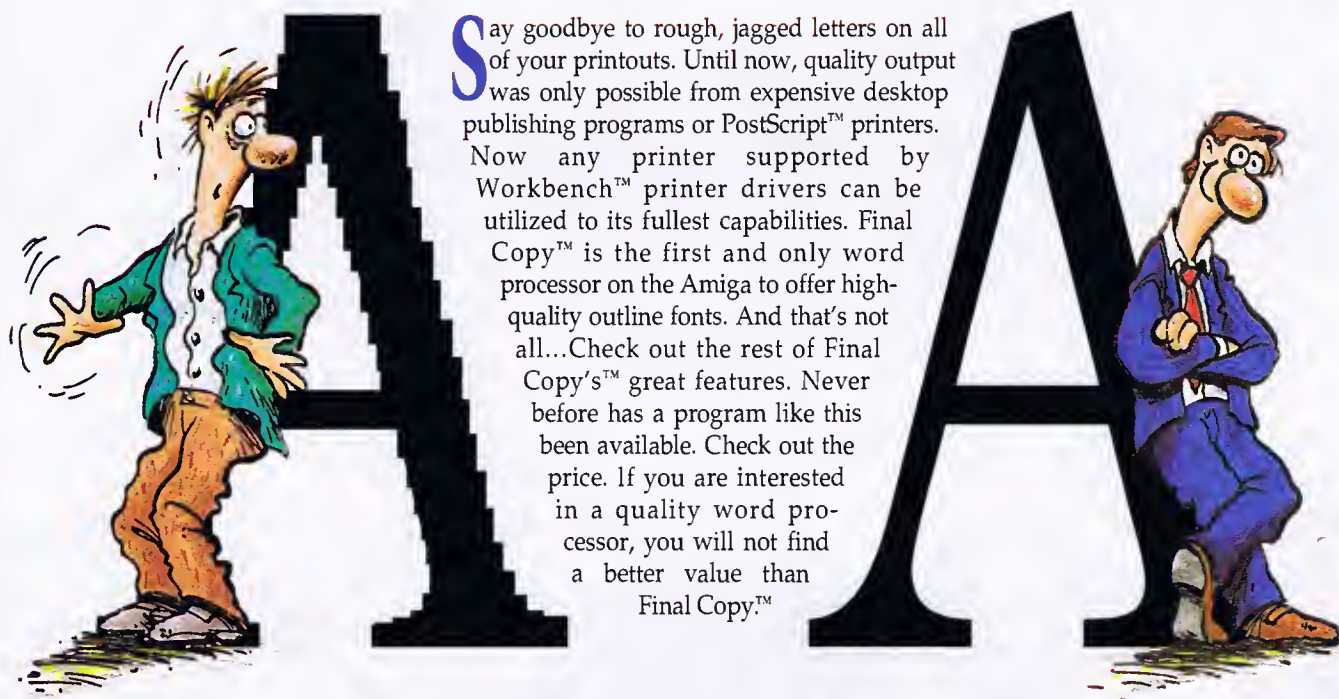 Say goodbye to rough, jagged letters on all
of your printouts. Until now, quality output
was only possible from expensive desktop
publishing programs or PostScript™ printers.
Now any printer supported by
Workbench™ printer drivers can be
utilized to its fullest capabilities. Final
Copy™ is the first and only word
processor on the Amiga to offer high-
quality outline fonts. And that's not
all...Check out the rest of Final
Copy's™ great features. Never
before has a program like this
been available. Check out the
price. If you are interested
in a quality word pro-
cessor, you will not find
a better value than
Final Copy.™
A A